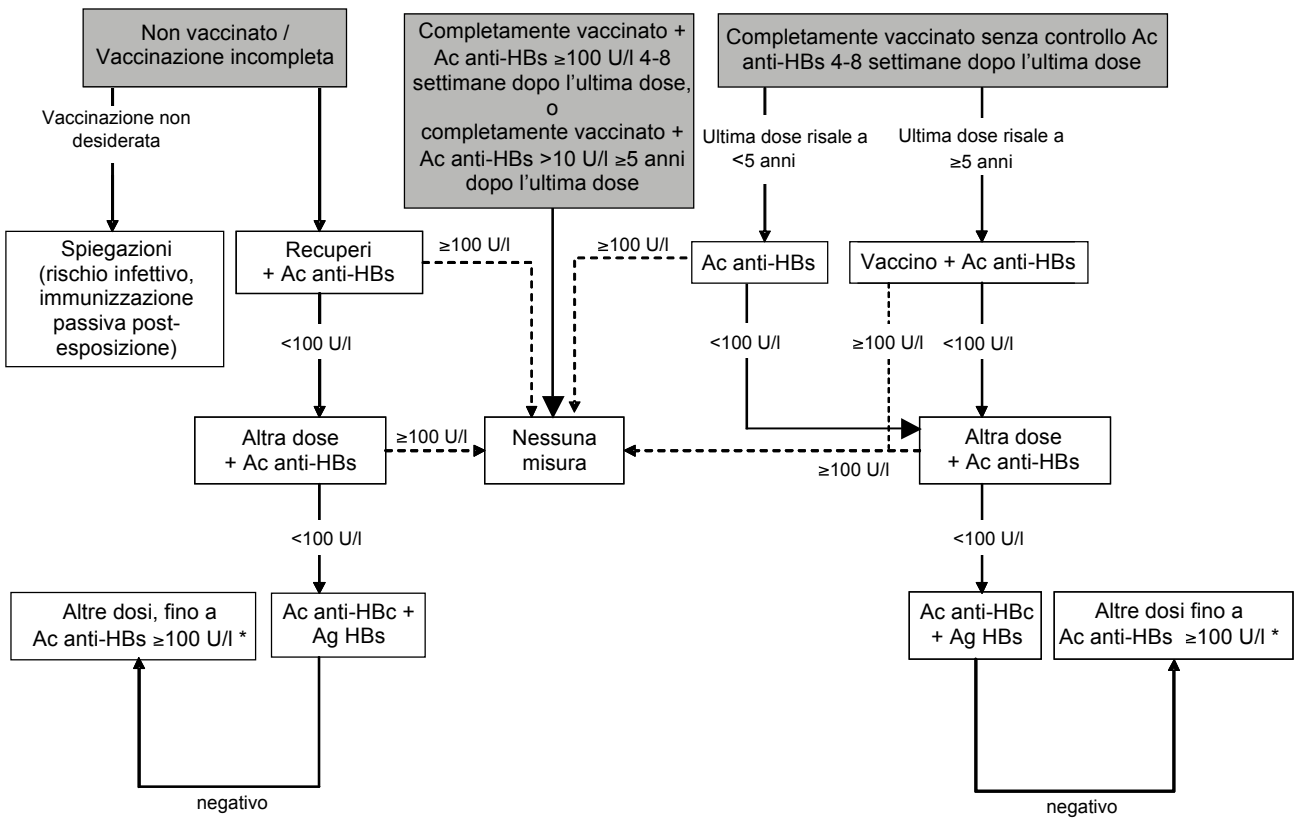 Non vaccinato /
Vaccinazione incompleta
Completamente vaccinato +
Ac anti-HBs ≥100 U/l 4-8
settimane dopo l'ultima dose,
o
completamente vaccinato +
Ac anti-HBs >10 U/l ≥5 anni
dopo l'ultima dose
Completamente vaccinato senza controllo Ac
anti-HBs 4-8 settimane dopo l'ultima dose
Vaccinazione non
desiderata
Ultima dose risale a
<5 anni
Ultima dose risale a
≥5 anni
Spiegazioni
(rischio infettivo,
immunizzazione
passiva post-
esposizione)
Recuperi
+ Ac anti-HBs
≥100 U/l
≥100 U/l
Ac anti-HBs
Vaccino + Ac anti-HBs
<100 U/l
<100 U/l
≥100 U/l
<100 U/l
Altra dose
+ Ac anti-HBs
≥100 U/l
Nessuna
misura
≥100 U/l
Altra dose
+ Ac anti-HBs
<100 U/l
<100 U/l
Altre dosi, fino a
Ac anti-HBs ≥100 U/l *
Ac anti-HBc +
Ag HBs
Ac anti-HBc
+ Ag HBs
Altre dosi fino a
Ac anti-HBs ≥100 U/l *
negativo
negativo